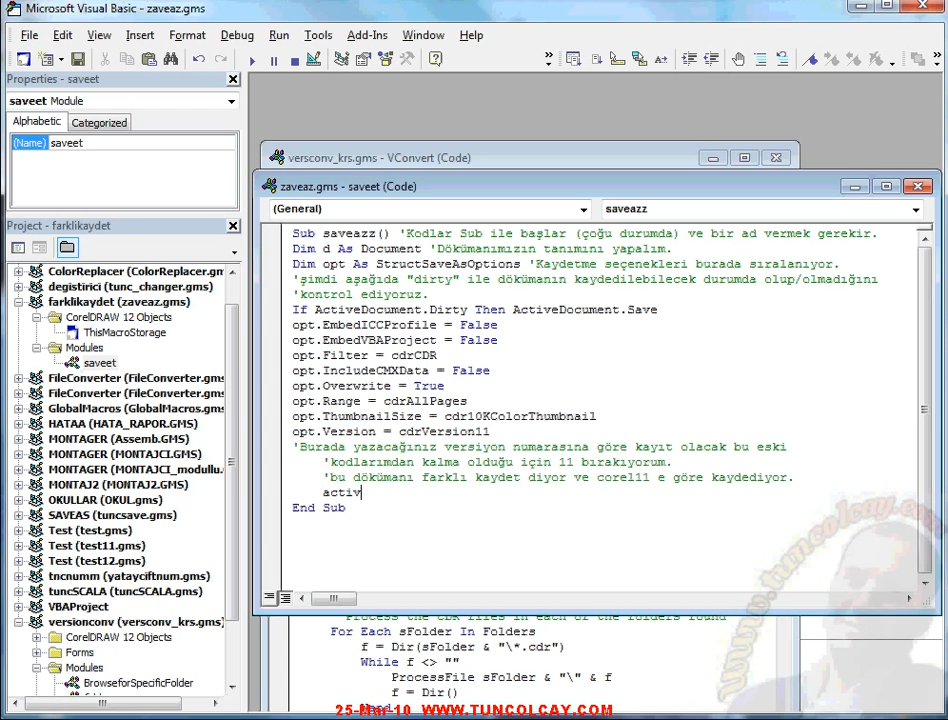 Microsoft Visual Basic - zaveaz.gms
File Edit View Insert Format Debug Run Tools Add-Ins Window Help
Properties - saveet
saveet Module
Alphabetic Categorized
(Name) saveet
Project - farklikaydet
ColorReplacer (ColorReplacer.gm
degistirici (tunc_changer.gms)
farklikaydet (zaveaz.gms)
CorelDRAW 12 Objects
ThisMacroStorage
Modules
saveet
FileConverter (FileConverter.gms
FileConverter (FileConverter.gms
GlobalMacros (GlobalMacros.gms
HATAA (HATA_RAPOR.GMS)
MONTAGER (Assemb.GMS)
MONTAGER (MONTAJCI.GMS)
MONTAGER (MONTAJCI_modullu.
MONTAJ2 (MONTAJCI2.GMS)
OKULLAR (OKUL.gms)
SAVEAS (tuncsave.gms)
Test (test.gms)
Test (test11.gms)
Test (test12.gms)
tncnumm (yatayciftnum.gms)
tuncSCALA (tuncSCALA.gms)
VBAProject
versionconv (versconv_krs.gms)
CorelDRAW 12 Objects
Forms
Modules
BrowseforSpecificFolder
versconv_krs.gms - VConvert (Code)
zaveaz.gms - saveet (Code)
(General) saveazz
Sub saveazz() 'Kodlar Sub ile başlar (çoğu durumda) ve bir ad vermek gerekir.
Dim d As Document 'Dökümanımızın tanımını yapalım.
Dim opt As StructSaveAsOptions 'Kaydetme seçenekleri burada sıralanıyor.
'şimdi aşağıda "dirty" ile dökümanın kaydedilebilecek durumda olup/olmadığını
'kontrol ediyoruz.
If ActiveDocument.Dirty Then ActiveDocument.Save
opt.EmbedICCProfile = False
opt.EmbedVBAProject = False
opt.Filter = cdrCDR
opt.IncludeCMXData = False
opt.Overwrite = True
opt.Range = cdrAllPages
opt.ThumbnailSize = cdr10KColorThumbnail
opt.Version = cdrVersion11
'Burada yazacağınız versiyon numarasına göre kayıt olacak bu eski
'kodlarımdan kalma olduğu için 11 bırakıyorum.
'bu dökümanı farklı kaydet diyor ve corel11 e göre kaydediyor.
activ
End Sub
For Each sFolder In Folders
f = Dir(sFolder & "\*.cdr")
While f <> ""
ProcessFile sFolder & "\" & f
f = Dir()
25-Mar-10 WWW.TUNCOLCAY.COM
www.tuncolcay.com